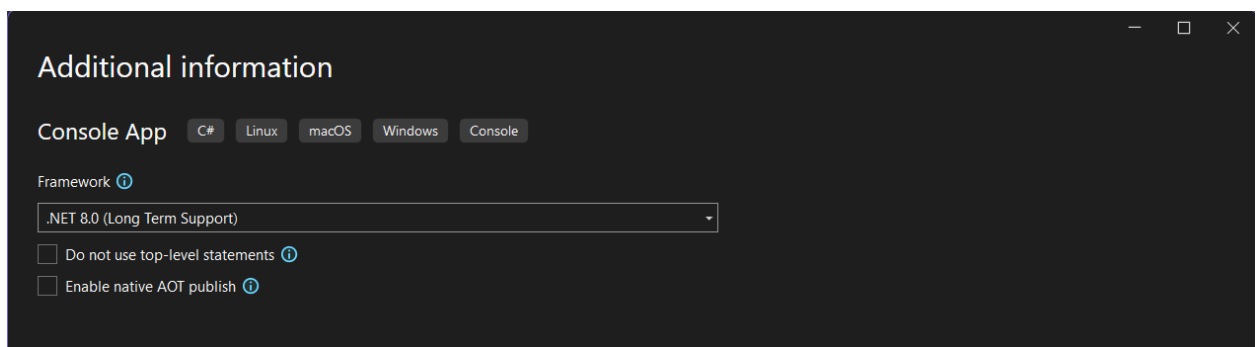 Additional information
Console App C# Linux macOS Windows Console
Framework
.NET 8.0 (Long Term Support)
Do not use top-level statements
Enable native AOT publish